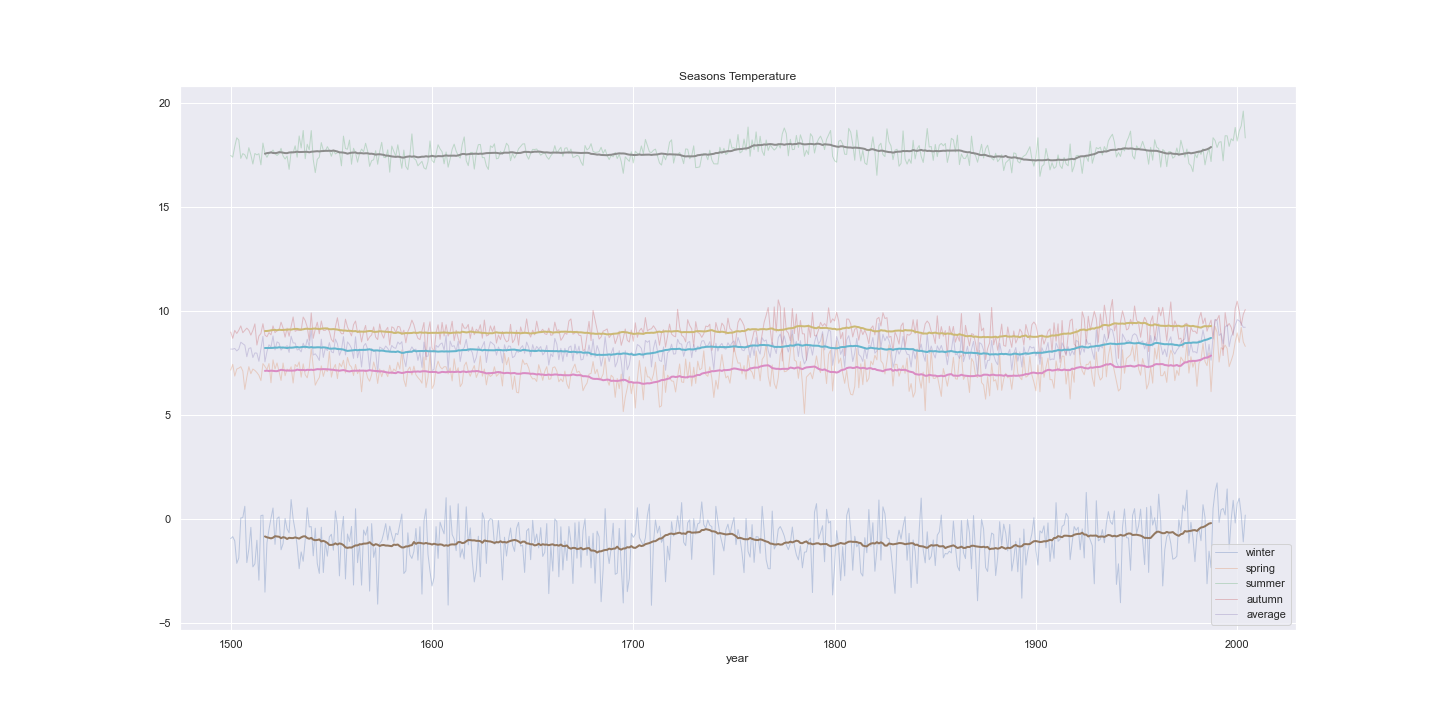 Seasons Temperature
20
15
10
5
0
−5
1500 1600 1700 1800 1900 2000
year
winter
spring
summer
autumn
average